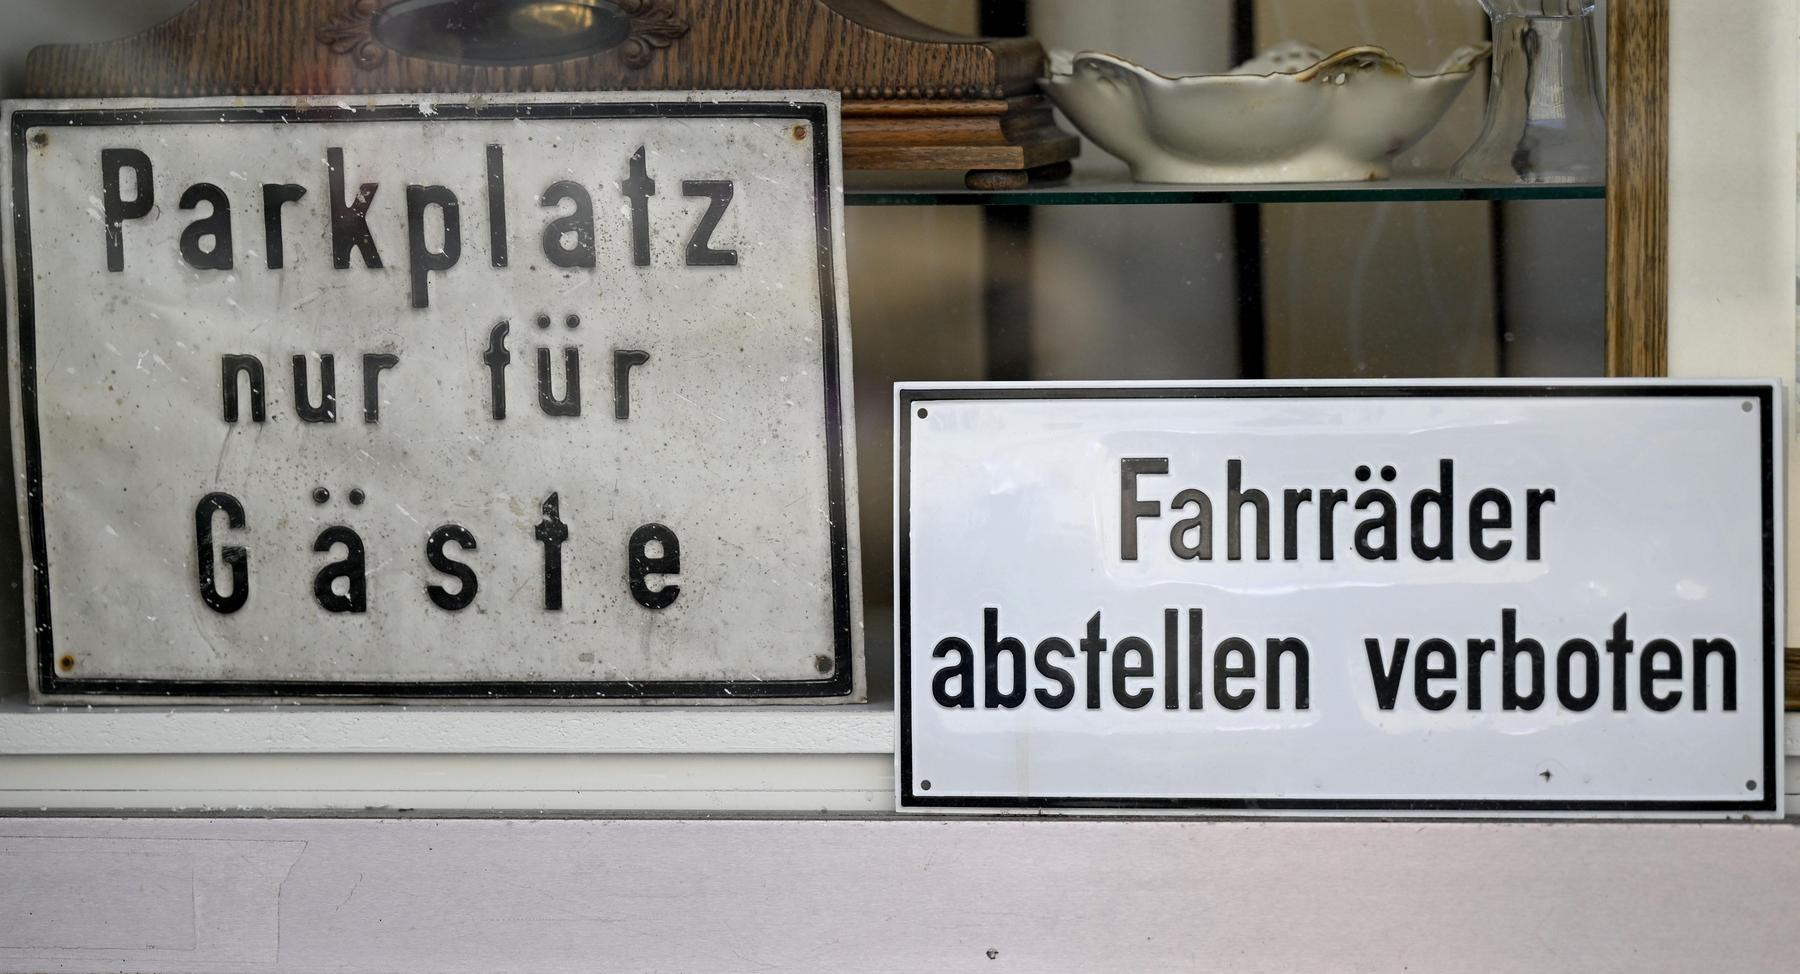 Parkplatz
nur für
Gäste
Fahrräder
abstellen verboten